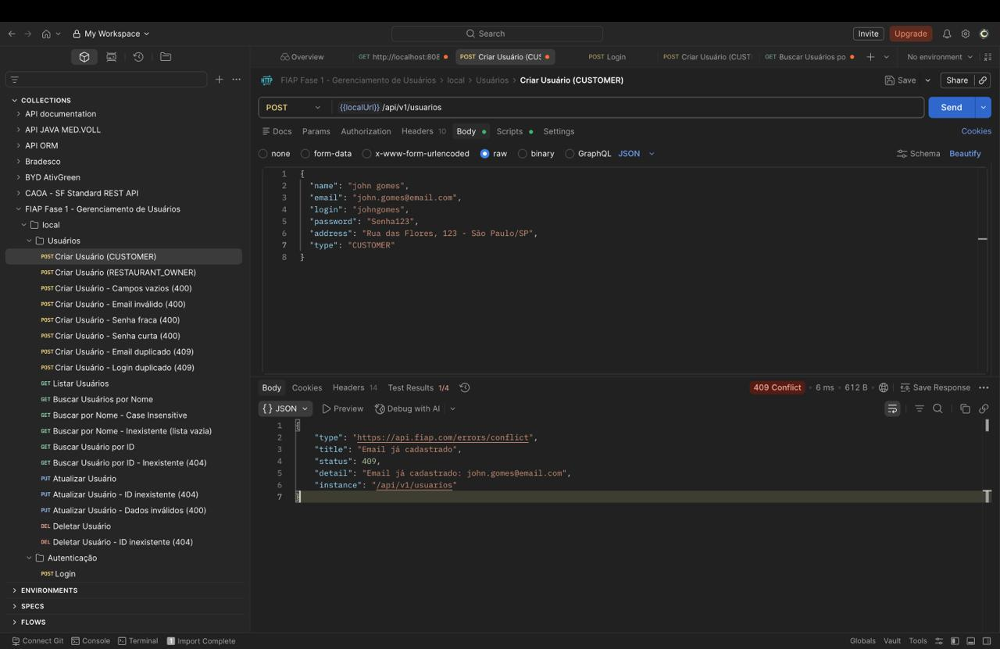 My Workspace
Search
Invite
Upgrade
Overview
GET http://localhost:808
POST Criar Usuário (CUS
POST Login
POST Criar Usuário (CUST
GET Buscar Usuários po
No environment
HTTP FIAP Fase 1 - Gerenciamento de Usuários > local > Usuários > Criar Usuário (CUSTOMER)
Save
Share
COLLECTIONS
API documentation
API JAVA MED.VOLL
API ORM
Bradesco
BYD AtivGreen
CAOA - SF Standard REST API
FIAP Fase 1 - Gerenciamento de Usuários
local
Usuários
POST Criar Usuário (CUSTOMER)
POST Criar Usuário (RESTAURANT_OWNER)
POST Criar Usuário - Campos vazios (400)
POST Criar Usuário - Email inválido (400)
POST Criar Usuário - Senha fraca (400)
POST Criar Usuário - Senha curta (400)
POST Criar Usuário - Email duplicado (409)
POST Criar Usuário - Login duplicado (409)
GET Listar Usuários
GET Buscar Usuários por Nome
GET Buscar por Nome - Case Insensitive
GET Buscar por Nome - Inexistente (lista vazia)
GET Buscar Usuário por ID
GET Buscar Usuário por ID - Inexistente (404)
PUT Atualizar Usuário
PUT Atualizar Usuário - ID inexistente (404)
PUT Atualizar Usuário - Dados inválidos (400)
DEL Deletar Usuário
DEL Deletar Usuário - ID inexistente (404)
Autenticação
POST Login
ENVIRONMENTS
SPECS
FLOWS
POST
{{localUrl}} /api/v1/usuarios
Send
Docs
Params
Authorization
Headers 10
Body
Scripts
Settings
Cookies
none
form-data
x-www-form-urlencoded
raw
binary
GraphQL
JSON
Schema
Beautify
1 {
2 "name": "john gomes",
3 "email": "john.gomes@email.com",
4 "login": "johngomes",
5 "password": "Senha123",
6 "address": "Rua das Flores, 123 - São Paulo/SP",
7 "type": "CUSTOMER"
8 }
Body
Cookies
Headers 14
Test Results 1/4
409 Conflict
6 ms
612 B
Save Response
{ } JSON
Preview
Debug with AI
1 {
2 "type": "https://api.fiap.com/errors/conflict",
3 "title": "Email já cadastrado",
4 "status": 409,
5 "detail": "Email já cadastrado: john.gomes@email.com",
6 "instance": "/api/v1/usuarios"
7 }
Connect Git
Console
Terminal
1 Import Complete
Globals
Vault
Tools